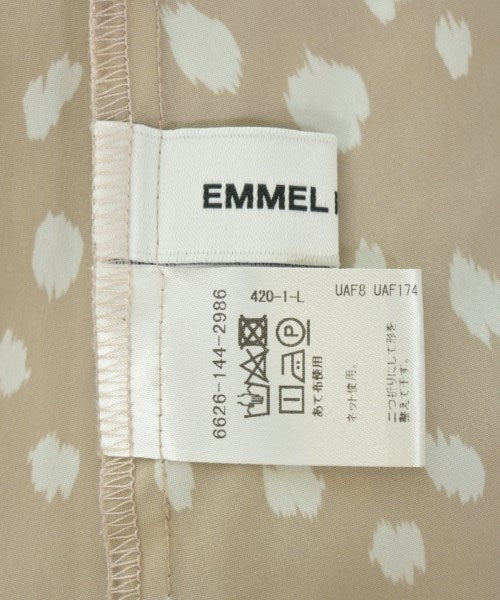 EMMEL
6626-144-2986
420-1-L
UAF8 UAF174
あて布使用
ネット使用。
二つ折りにして形を
整えて干す。